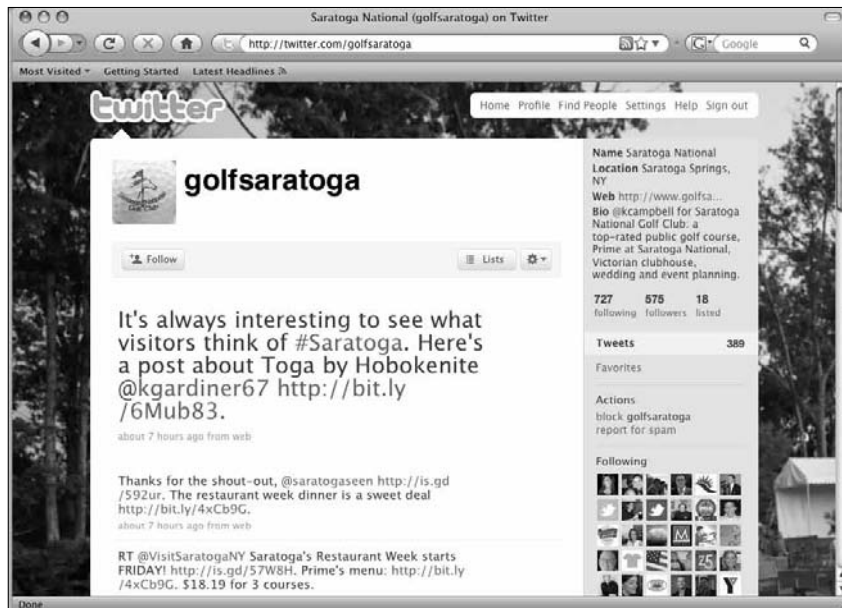 Saratoga National (golfsaratoga) on Twitter
http://twitter.com/golfsaratoga
Google
Most Visited
Getting Started
Latest Headlines
twitter
Home Profile Find People Settings Help Sign out
golfsaratoga
Follow
Lists
It's always interesting to see what
visitors think of #Saratoga. Here's
a post about Toga by Hobokenite
@kgardiner67 http://bit.ly
/6Mub83.
about 7 hours ago from web
Thanks for the shout-out, @saratogaseen http://is.gd
/592ur. The restaurant week dinner is a sweet deal
http://bit.ly/4xCb9G.
about 7 hours ago from web
RT @VisitSaratogaNY Saratoga's Restaurant Week starts
FRIDAY! http://is.gd/57W8H. Prime's menu: http://bit.ly
/4xCb9G. $18.19 for 3 courses.
Name Saratoga National
Location Saratoga Springs,
NY
Web http://www.golfsa...
Bio @kcampbell for Saratoga
National Golf Club: a
top-rated public golf course,
Prime at Saratoga National,
Victorian clubhouse,
wedding and event planning.
727 575 18
following followers listed
Tweets 389
Favorites
Actions
block golfsaratoga
report for spam
Following
Done